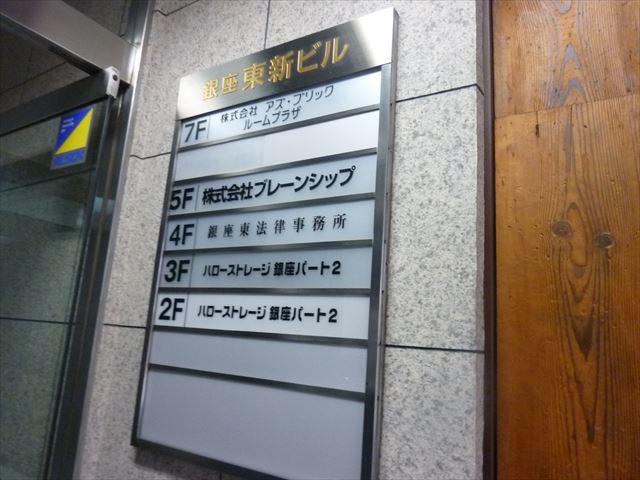 銀座東新ビル
7F 株式会社 アズ・ブリック
ルームプラザ
5F 株式会社ブレーンシップ
4F 銀座東法律事務所
3F ハローストレージ 銀座パート2
2F ハローストレージ 銀座パート2